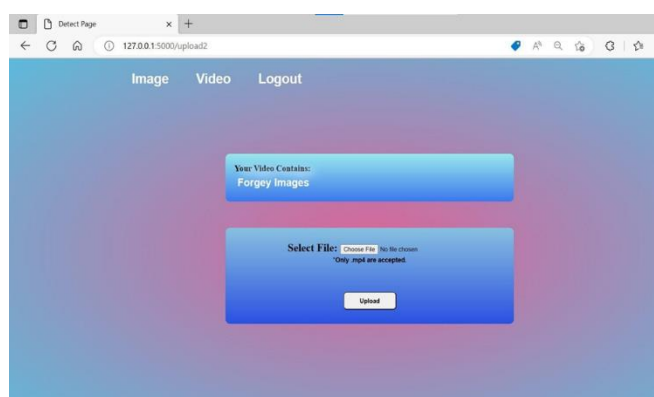 Detect Page
127.0.0.1:5000/upload2
Image Video Logout
Your Video Contains:
Forgey Images
Select File: Choose File No file chosen
*Only .mp4 are accepted.
Upload